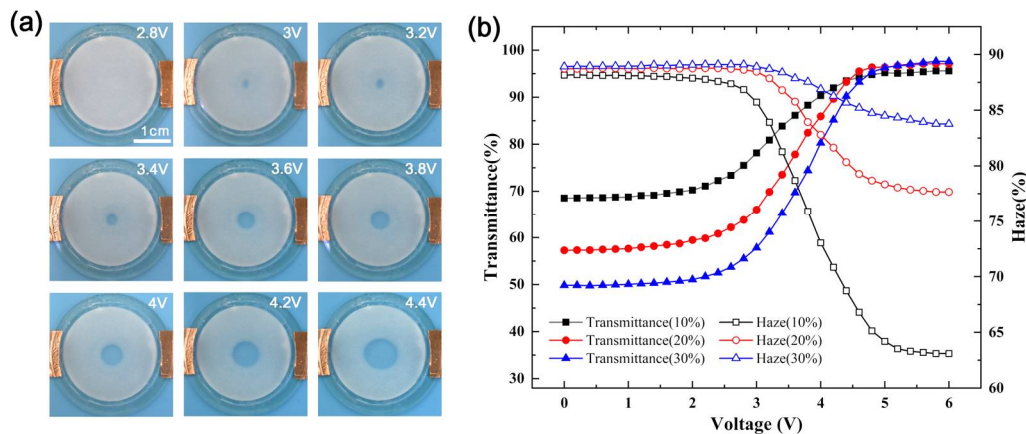 (a)
2.8V
3V
3.2V
1cm
3.4V
3.6V
3.8V
4V
4.2V
4.4V
(b)
100
90
80
70
60
50
40
30
Transmittance(%)
90
85
80
75
70
65
60
Haze(%)
Transmittance(10%) Haze(10%)
Transmittance(20%) Haze(20%)
Transmittance(30%) Haze(30%)
0 1 2 3 4 5 6
Voltage (V)